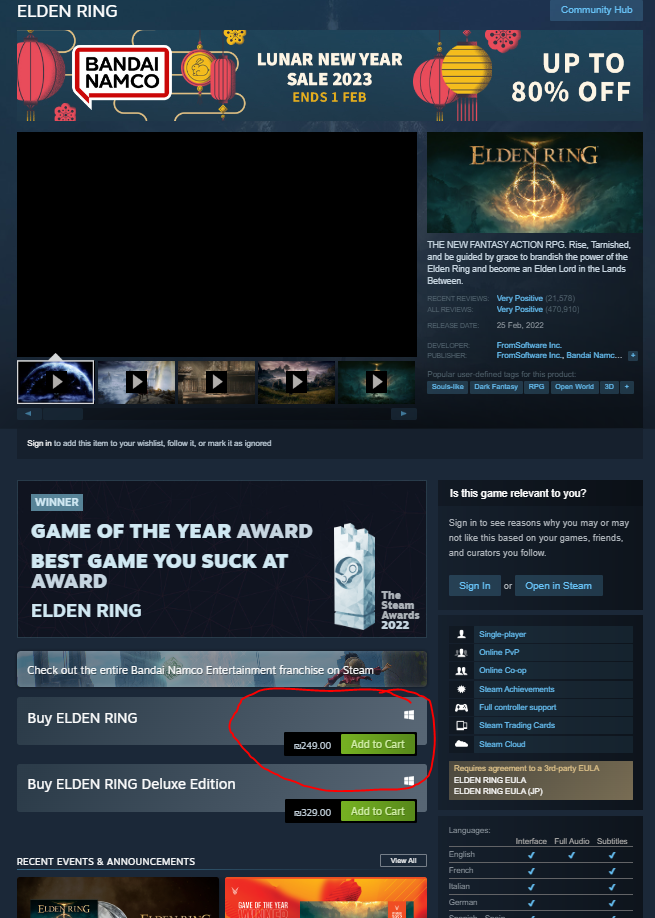 ELDEN RING
Community Hub
BANDAI
NAMCO
LUNAR NEW YEAR
SALE 2023
ENDS 1 FEB
UP TO
80% OFF
ELDEN RING
THE NEW FANTASY ACTION RPG. Rise, Tarnished,
and be guided by grace to brandish the power of the
Elden Ring and become an Elden Lord in the Lands
Between.
RECENT REVIEWS: Very Positive (21,578)
ALL REVIEWS: Very Positive (470,910)
RELEASE DATE: 25 Feb, 2022
DEVELOPER: FromSoftware Inc.
PUBLISHER: FromSoftware Inc., Bandai Namc... +
Popular user-defined tags for this product:
Souls-like Dark Fantasy RPG Open World 3D +
Sign in to add this item to your wishlist, follow it, or mark it as ignored
WINNER
GAME OF THE YEAR AWARD
BEST GAME YOU SUCK AT
AWARD
ELDEN RING
The
Steam
Awards
2022
Is this game relevant to you?
Sign in to see reasons why you may or may
not like this based on your games, friends,
and curators you follow.
Sign In or Open in Steam
Single-player
Online PvP
Online Co-op
Steam Achievements
Full controller support
Steam Trading Cards
Steam Cloud
Requires agreement to a 3rd-party EULA
ELDEN RING EULA
ELDEN RING EULA (JP)
Check out the entire Bandai Namco Entertainment franchise on Steam
Buy ELDEN RING
₪249.00 Add to Cart
Buy ELDEN RING Deluxe Edition
₪329.00 Add to Cart
Languages:
Interface Full Audio Subtitles
English ✔ ✔ ✔
French ✔ ✔
Italian ✔ ✔
German ✔ ✔
RECENT EVENTS & ANNOUNCEMENTS View All
ELDEN RING
GAME OF THE YEAR